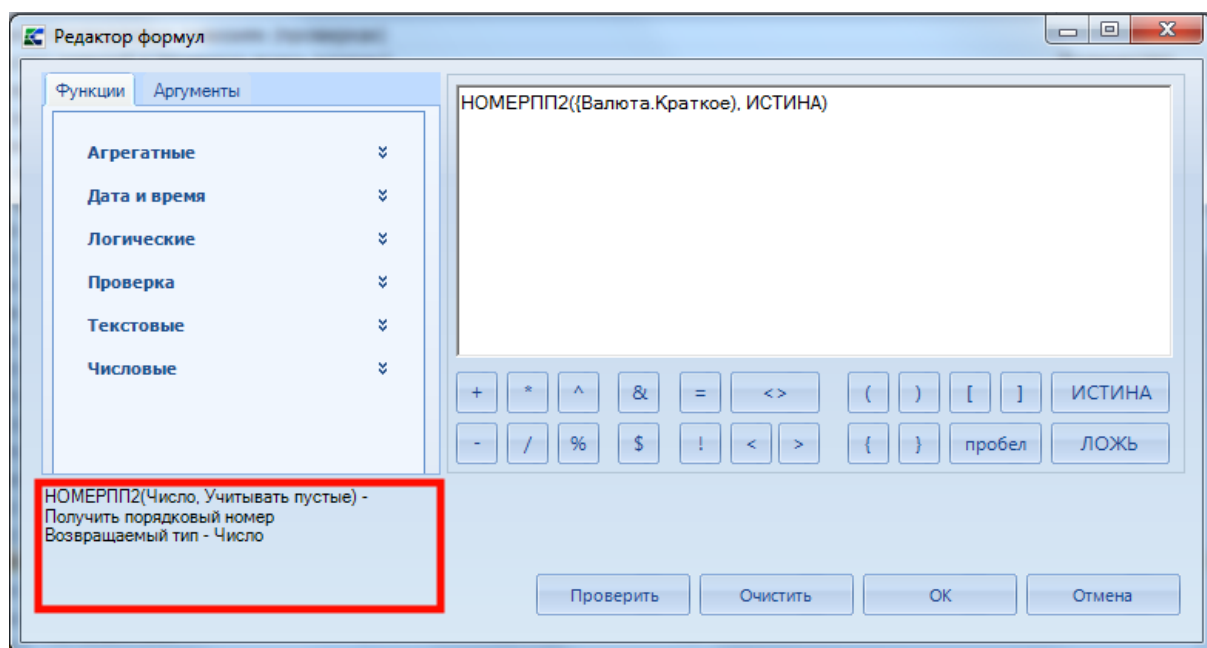 Редактор формул
Функции Аргументы
Агрегатные
Дата и время
Логические
Проверка
Текстовые
Числовые
НОМЕРПП2({Валюта.Краткое), ИСТИНА)
+ * ^ & = <> ( ) [ ] ИСТИНА
- / % $ ! < > { } пробел ЛОЖЬ
НОМЕРПП2(Число, Учитывать пустые) -
Получить порядковый номер
Возвращаемый тип - Число
Проверить Очистить ОК Отмена